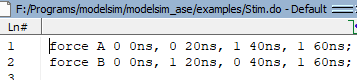 F:/Programs/modelsim/modelsim_ase/examples/Stim.do - Default
Ln#
1 force A 0 0ns, 0 20ns, 1 40ns, 1 60ns;
2 force B 0 0ns, 1 20ns, 0 40ns, 1 60ns;
3